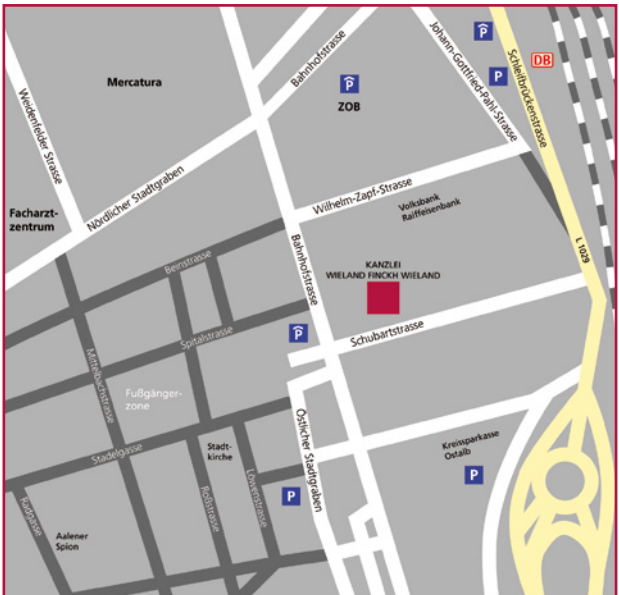 Johann-Gottfried-Pahl-Strasse
P
P
Schleifbrückenstrasse
DB
Bahnhofstrasse
Mercatura
P
ZOB
Weidenfelder Strasse
Nördlicher Stadtgraben
Wilhelm-Zapf-Strasse
Volksbank
Raiffeisenbank
Facharzt-
zentrum
L 1029
Beinstrasse
Bahnhofstrasse
KANZLEI
WIELAND FINCKH WIELAND
Spitalstrasse
P
Schubartstrasse
Mittelbachstrasse
Fußgänger-
zone
Östlicher Stadtgraben
Stadelgasse
Stadt-
kirche
Kreissparkasse
Ostalb
P
Löwenstrasse
Roßstrasse
Radgasse
P
Aalener
Spion